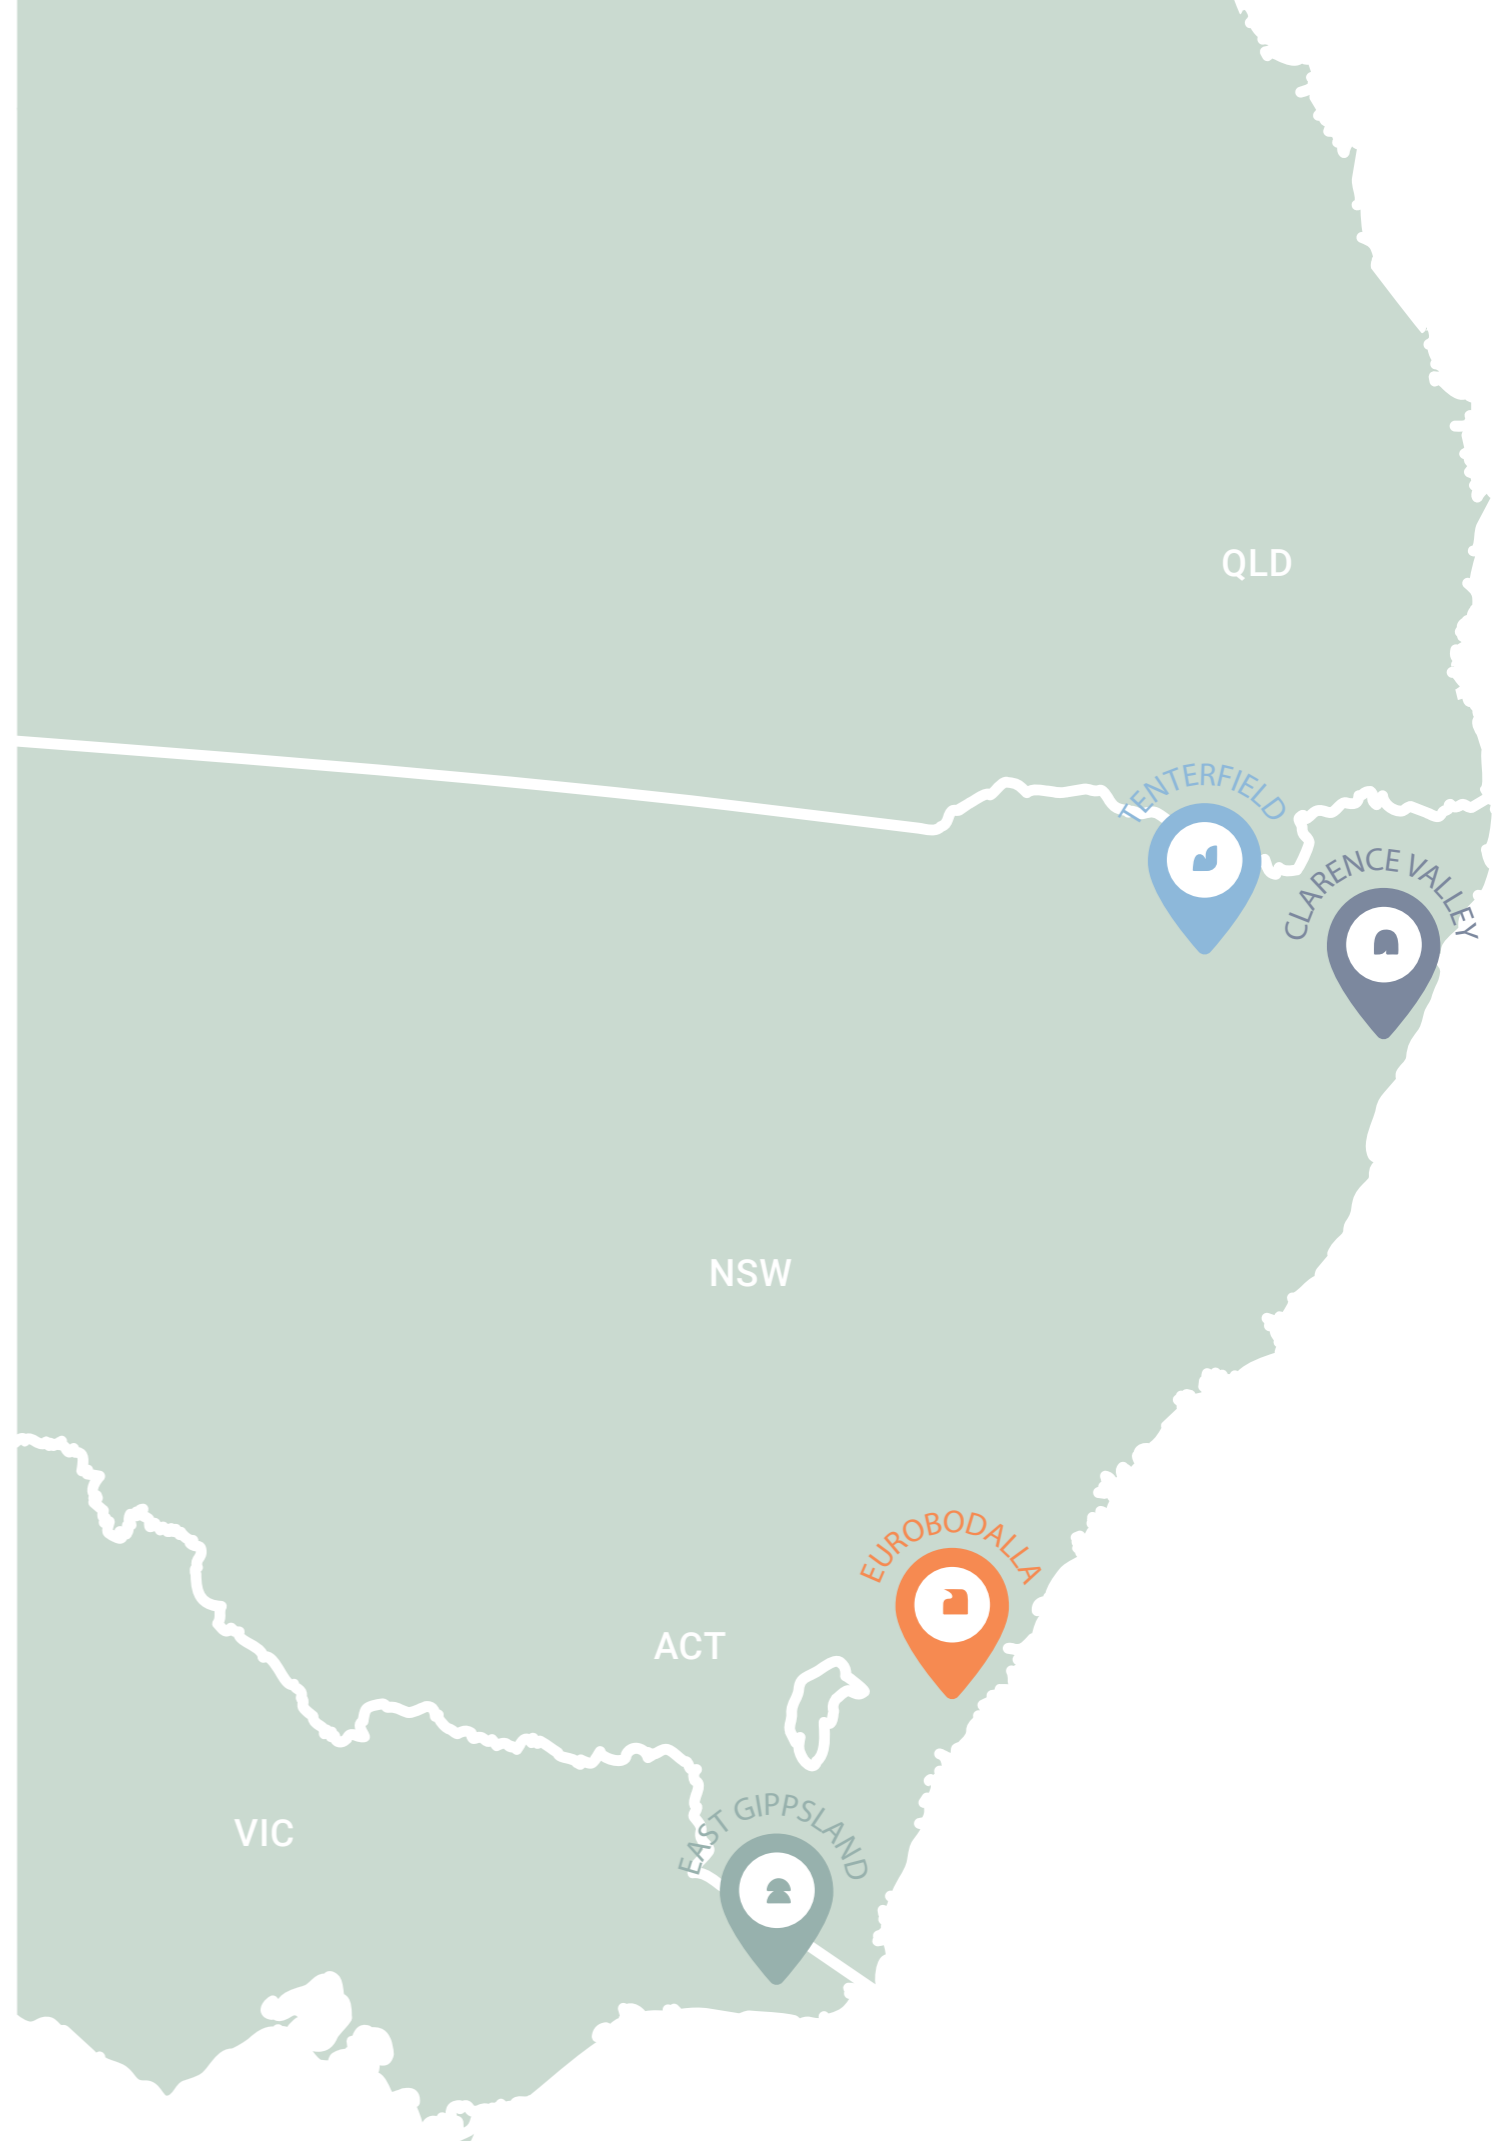 QLD
TENTERFIELD
CLARENCE VALLEY
NSW
EUROBODALLA
ACT
EAST GIPPSLAND
VIC